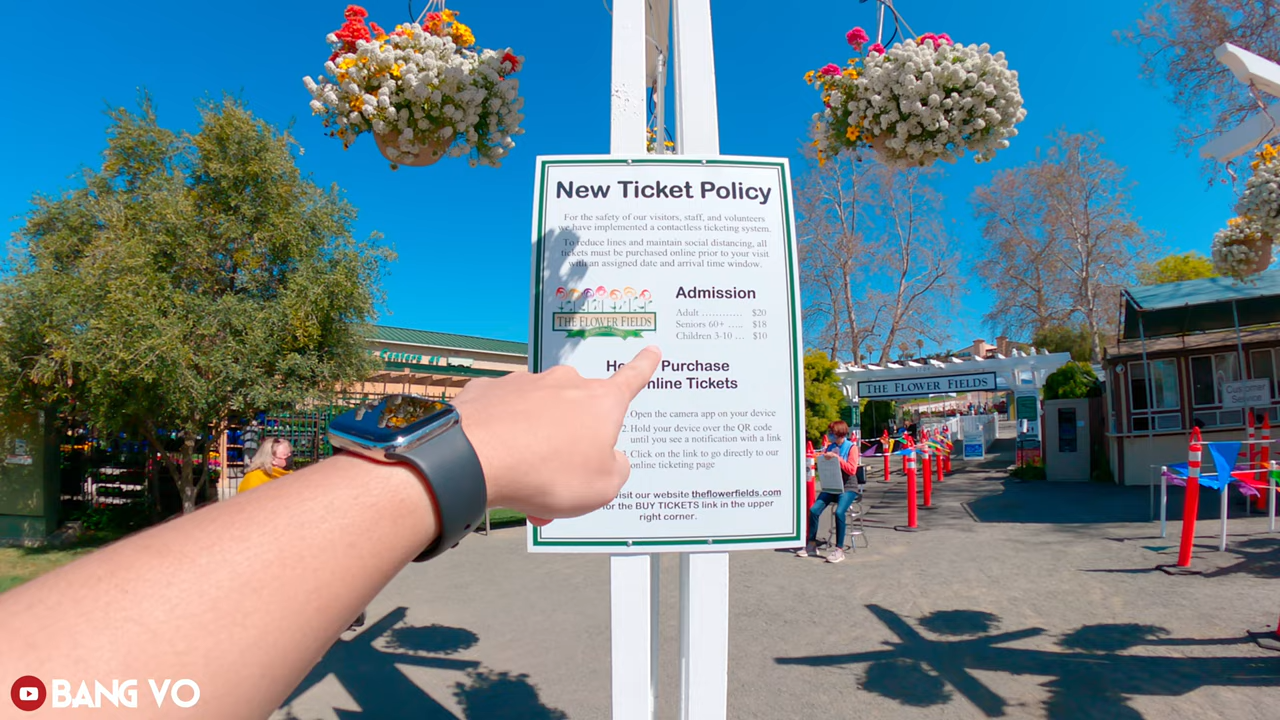 New Ticket Policy
For the safety of our visitors, staff, and volunteers
we have implemented a contactless ticketing system.
To reduce lines and maintain social distancing, all
tickets must be purchased online prior to your visit
with an assigned date and arrival time window.
THE FLOWER FIELDS
Admission
Adult ............ $20
Seniors 60+ ..... $18
Children 3-10 ... $10
Purchase
Online Tickets
Open the camera app on your device
2. Hold your device over the QR code
until you see a notification with a link
Click on the link to go directly to our
online ticketing page
visit our website theflowerfields.com
for the BUY TICKETS link in the upper
right corner.
THE FLOWER FIELDS
Customer
Service
BANG VO